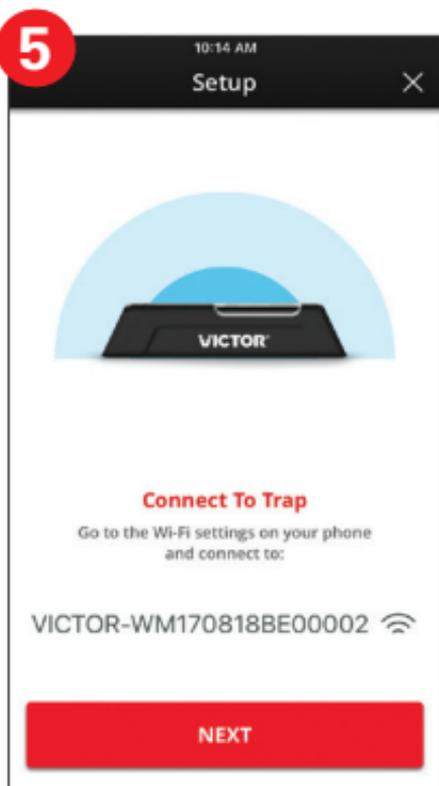 5
10:14 AM
Setup
VICTOR
Connect To Trap
Go to the Wi-Fi settings on your phone
and connect to:
VICTOR-WM170818BE00002
NEXT